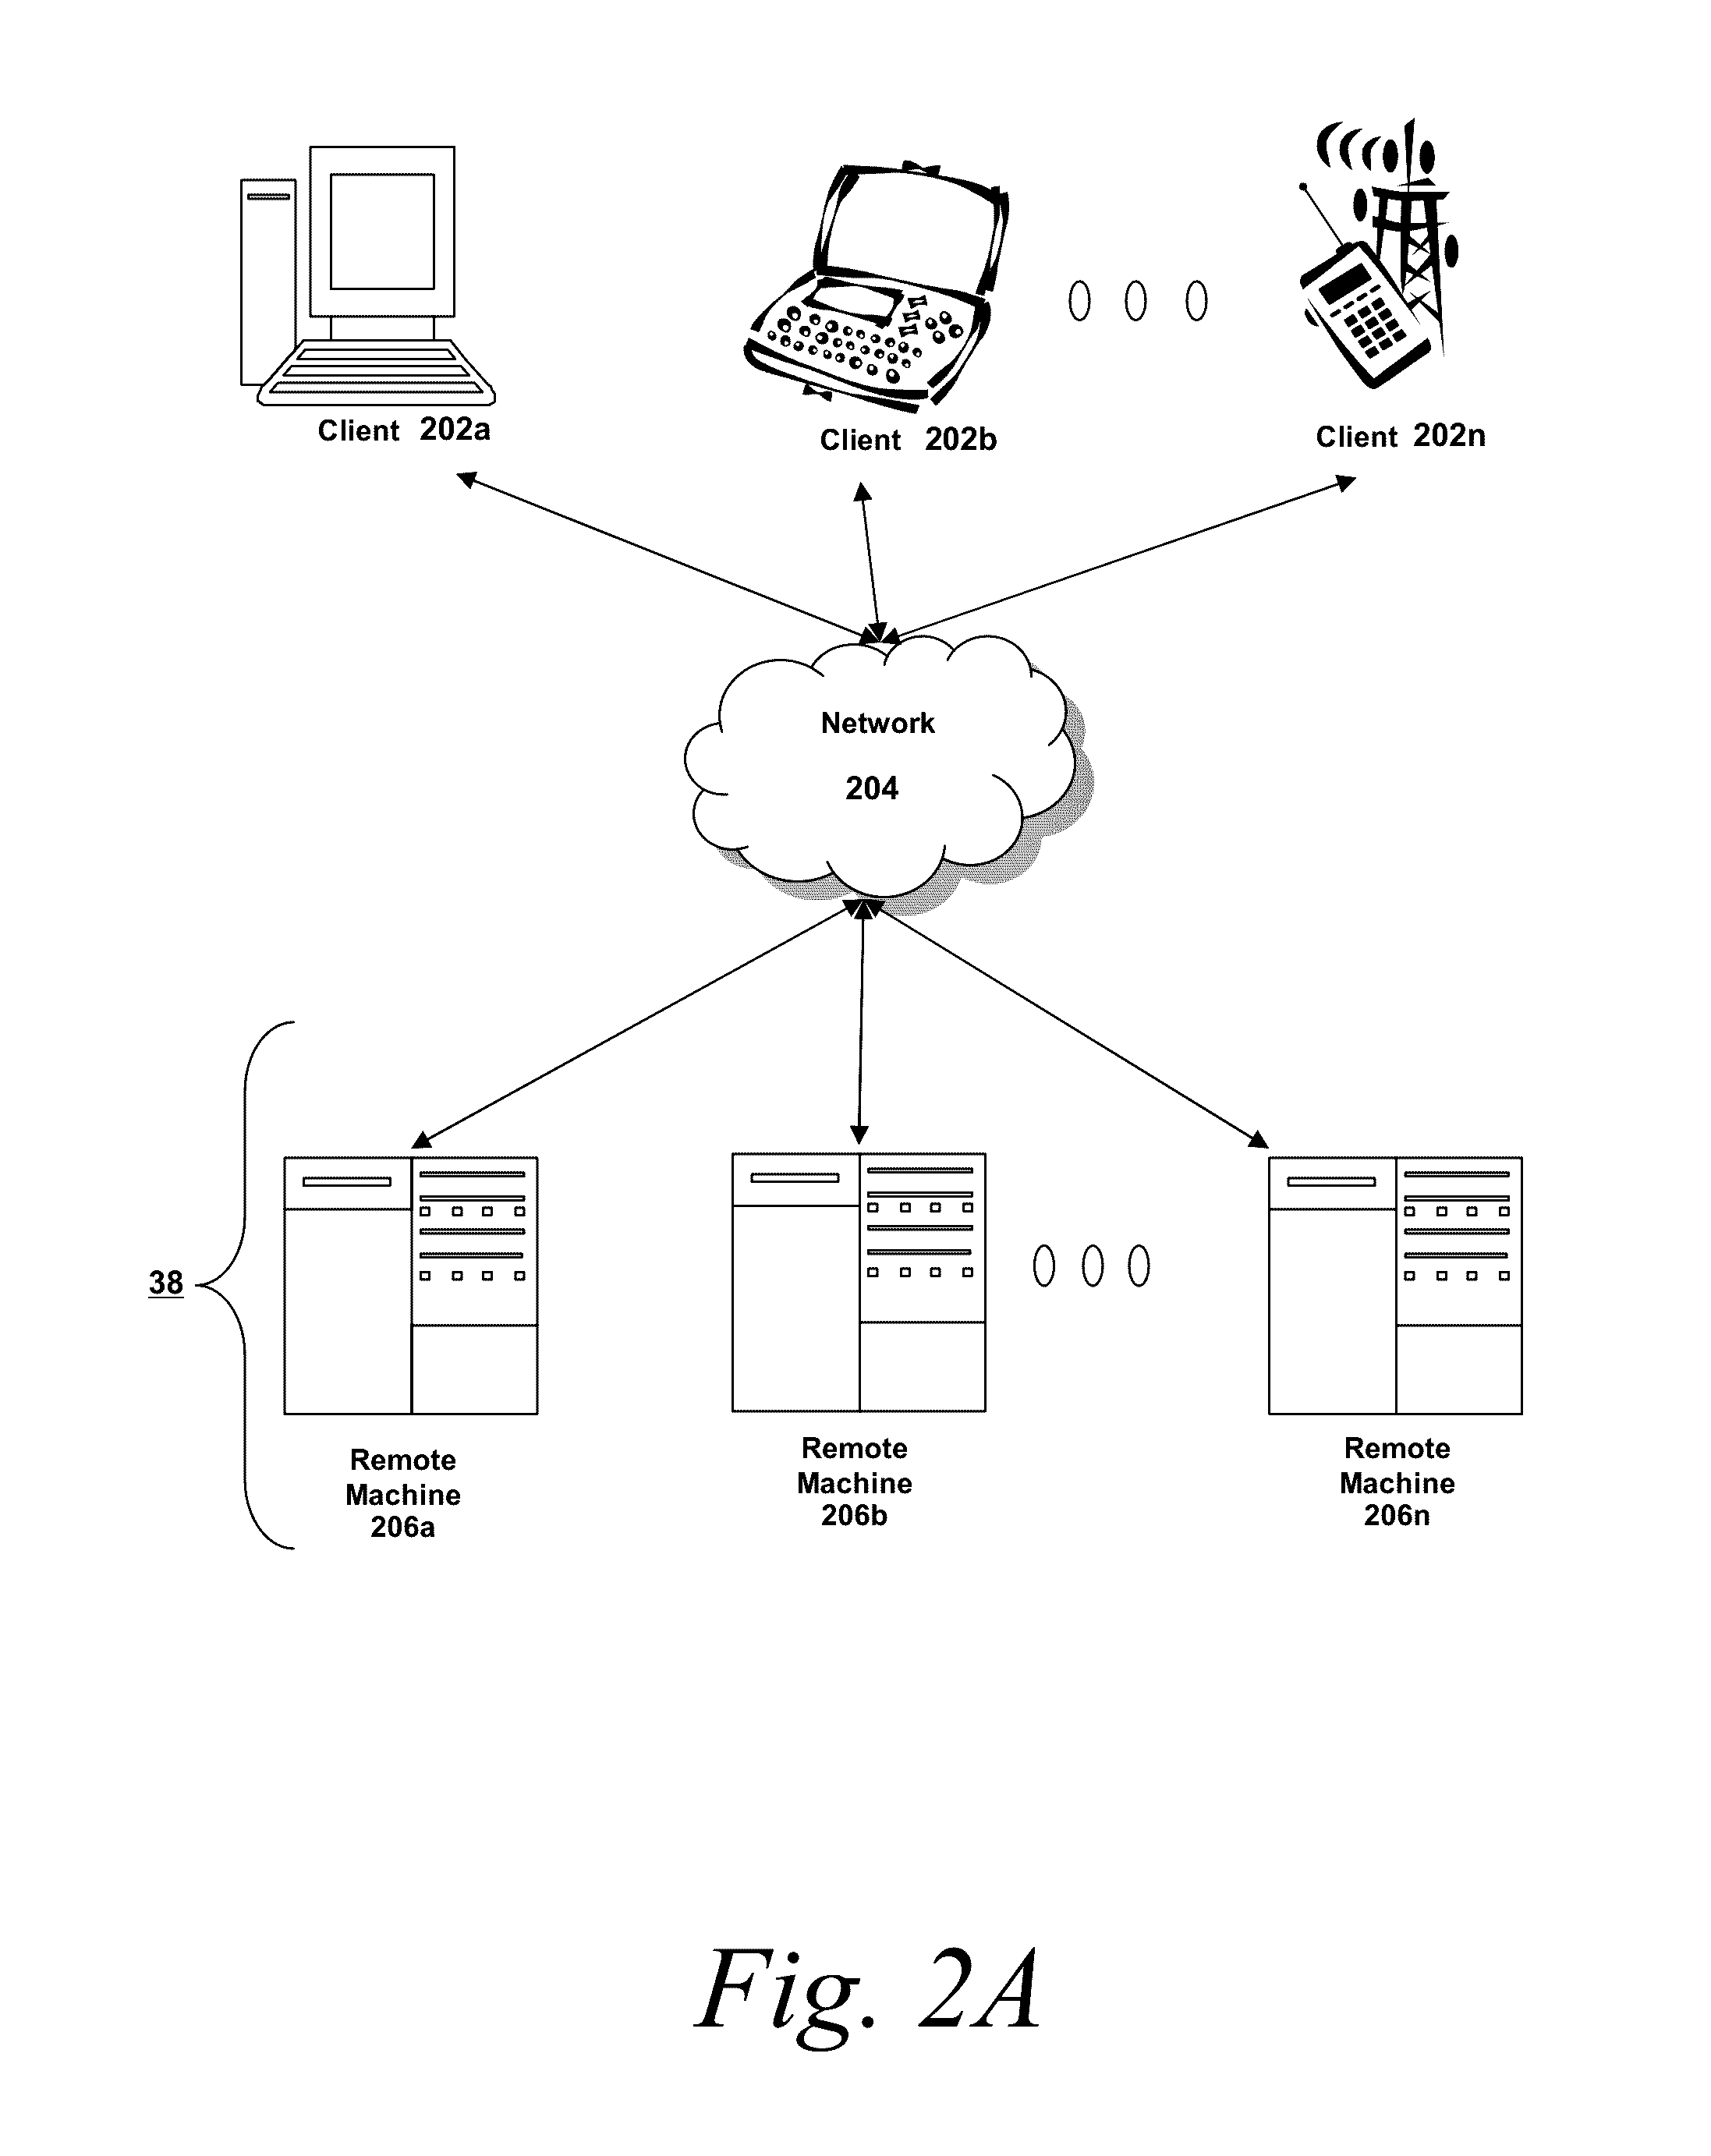 Client 202a
Client 202b
Client 202n
Network
204
38
Remote
Machine
206a
Remote
Machine
206b
Remote
Machine
206n
Fig. 2A